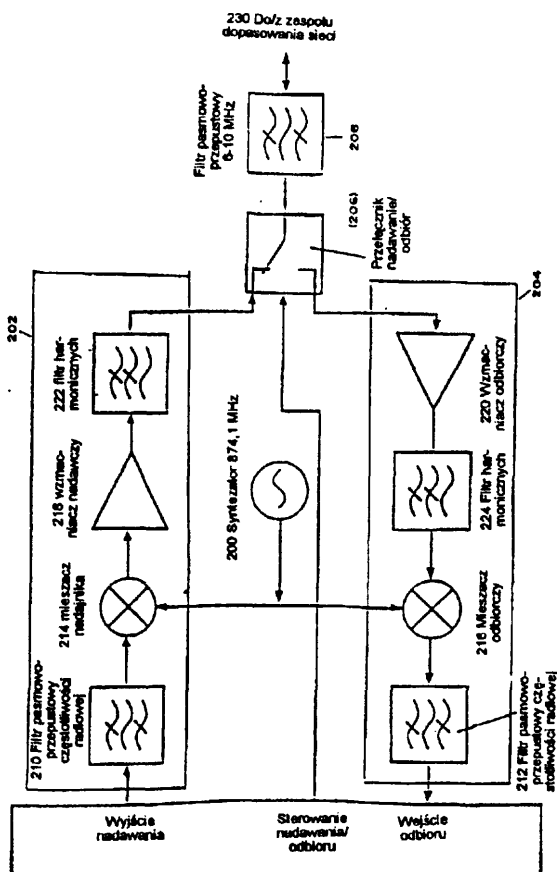 230 Do/z zespołu
dopasowania sieci
Filtr pasmowo-
przepustowy
6-10 MHz
208
(206)
Przełącznik
nadawanie/
odbiór
202
222 filtr har-
monicznych
218 wzmac-
niacz nadawczy
214 mieszacz
nadajnika
210 Filtr pasmowo-
przepustowy
częstotliwości
radiowej
200 Syntezator 874,1 MHz
204
220 Wzmac-
niacz odbiorczy
224 Filtr har-
monicznych
216 Mieszacz
odbiorczy
212 Filtr pasmowo-
przepustowy czę-
stotliwości radiowej
Wyjście
nadawania
Sterowanie
nadawania/
odbioru
Wejście
odbioru